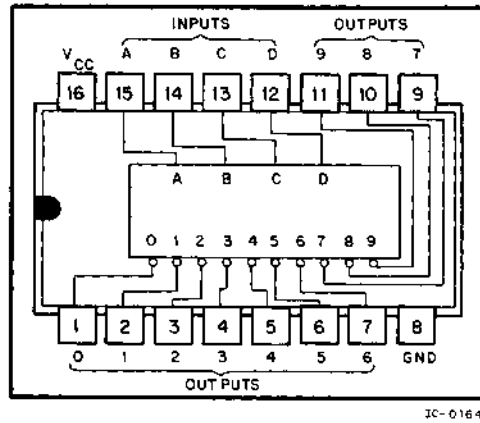 INPUTS OUTPUTS
VCC A B C D 9 8 7
16 15 14 13 12 11 10 9
A B C D
0 1 2 3 4 5 6 7 8 9
1 2 3 4 5 6 7 8
0 1 2 3 4 5 6 GND
OUTPUTS
IC-0164